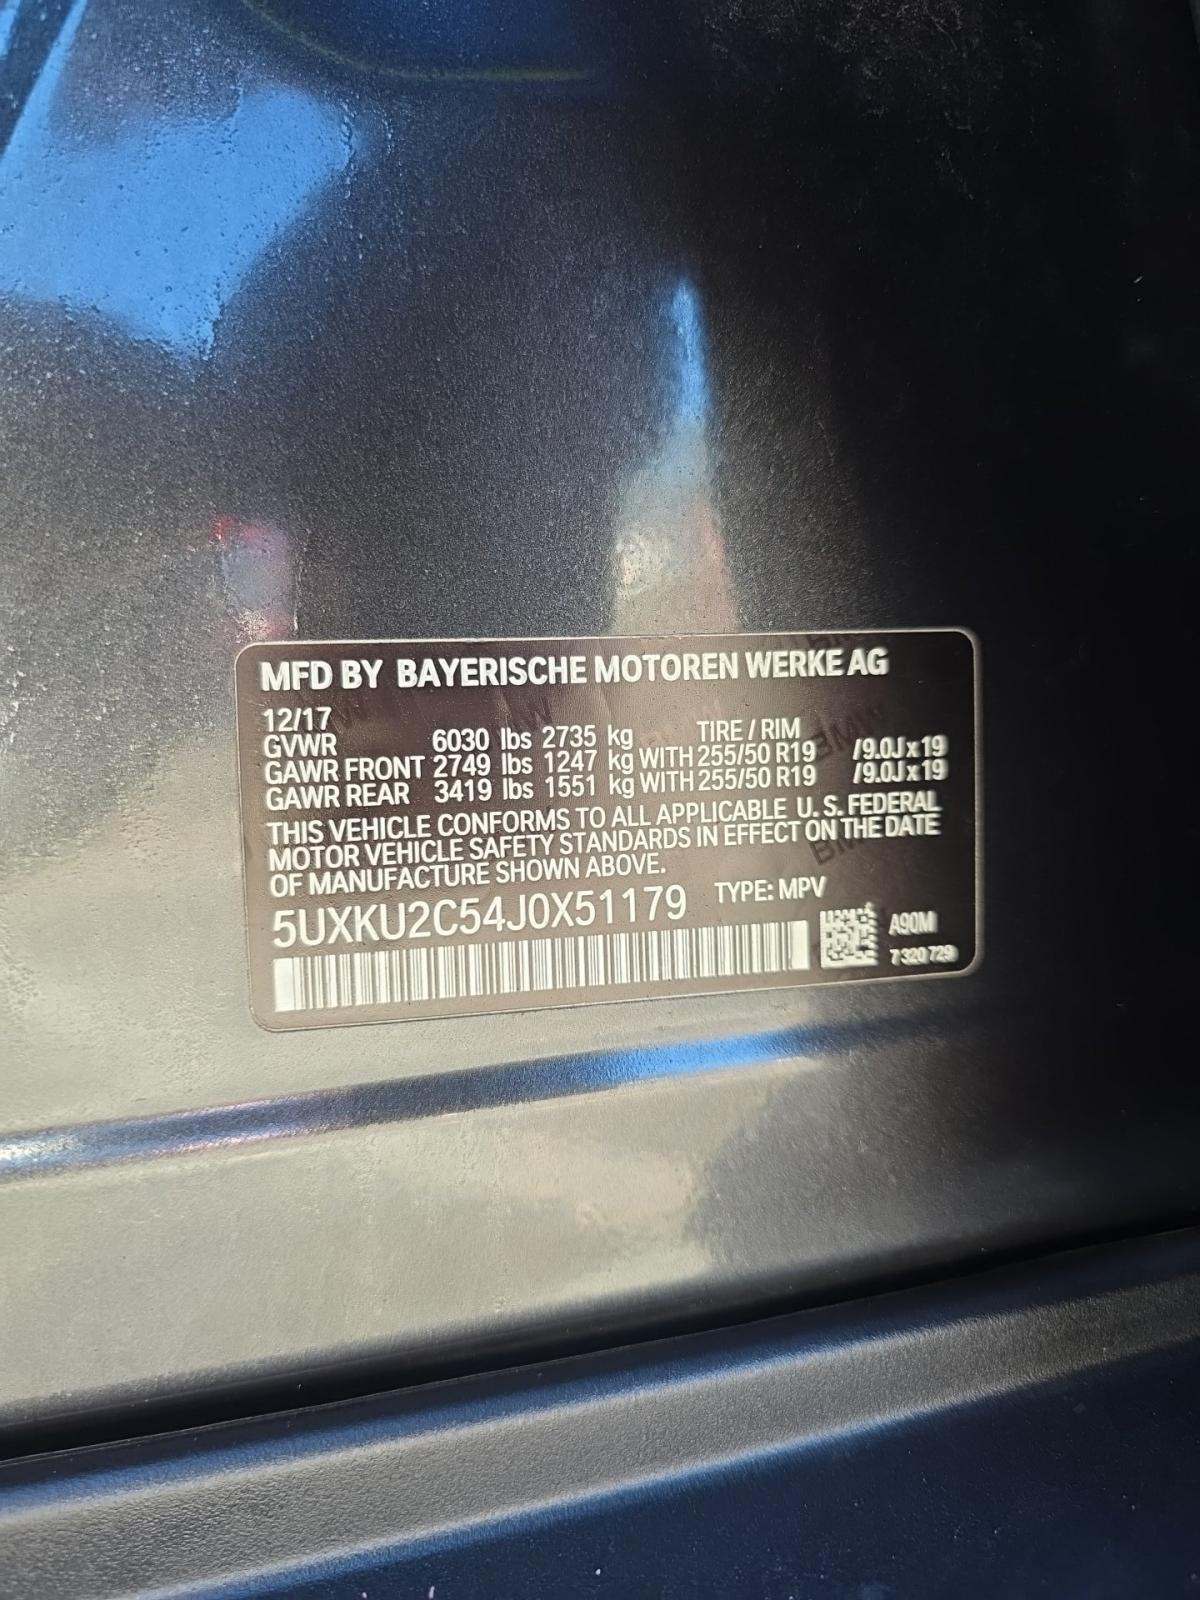 MFD BY BAYERISCHE MOTOREN WERKE AG
12/17
GVWR 6030 lbs 2735 kg TIRE / RIM
GAWR FRONT 2749 lbs 1247 kg WITH 255/50 R19 /9.0J x 19
GAWR REAR 3419 lbs 1551 kg WITH 255/50 R19 /9.0J x 19
THIS VEHICLE CONFORMS TO ALL APPLICABLE U. S. FEDERAL
MOTOR VEHICLE SAFETY STANDARDS IN EFFECT ON THE DATE
OF MANUFACTURE SHOWN ABOVE.
5UXKU2C54J0X51179 TYPE: MPV
A90M
7 320 729